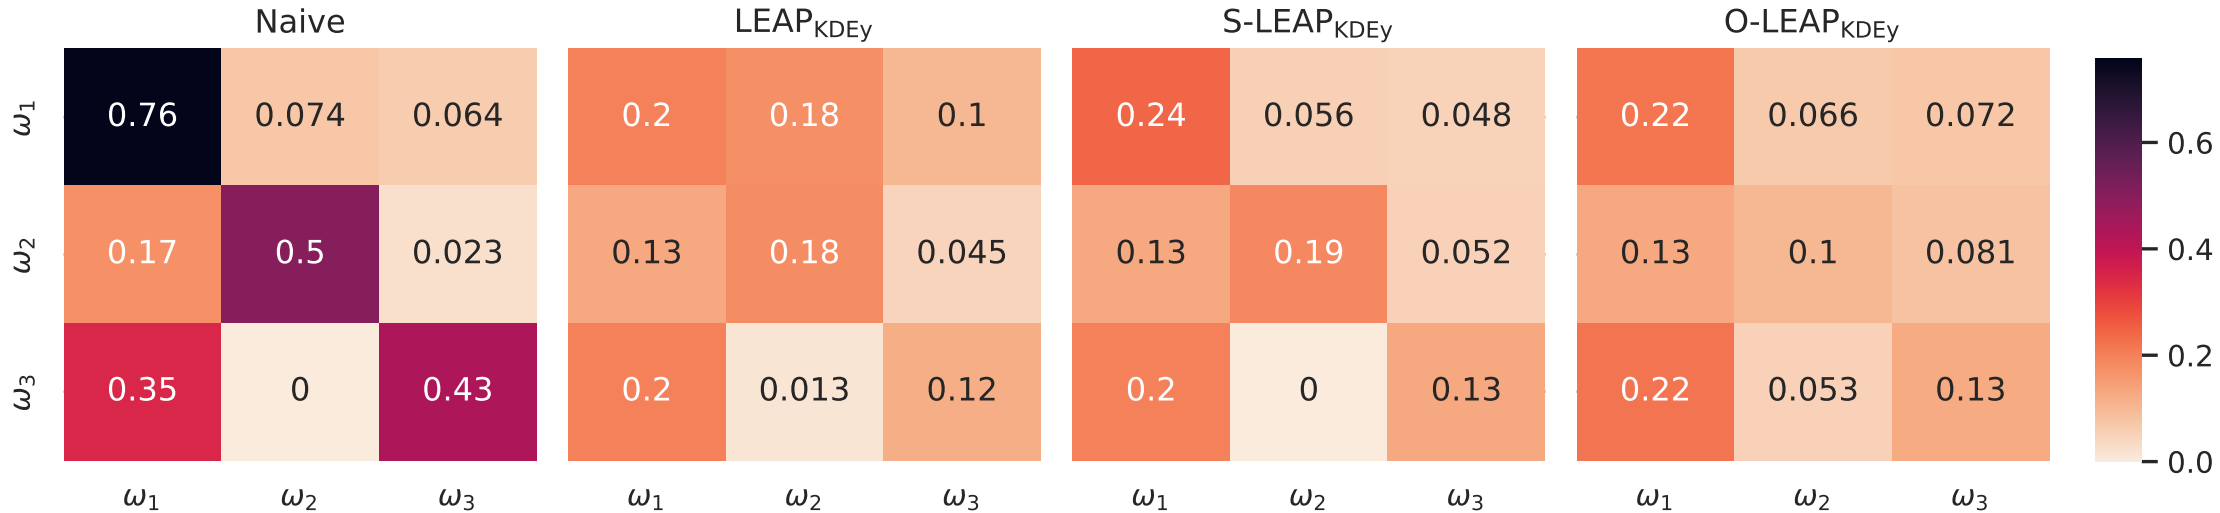 Naive LEAP_KDEy S-LEAP_KDEy O-LEAP_KDEy
ω₁ 0.76 0.074 0.064 0.2 0.18 0.1 0.24 0.056 0.048 0.22 0.066 0.072 0.6
ω₂ 0.17 0.5 0.023 0.13 0.18 0.045 0.13 0.19 0.052 0.13 0.1 0.081 0.4
0.2
ω₃ 0.35 0 0.43 0.2 0.013 0.12 0.2 0 0.13 0.22 0.053 0.13
0.0
ω₁ ω₂ ω₃ ω₁ ω₂ ω₃ ω₁ ω₂ ω₃ ω₁ ω₂ ω₃